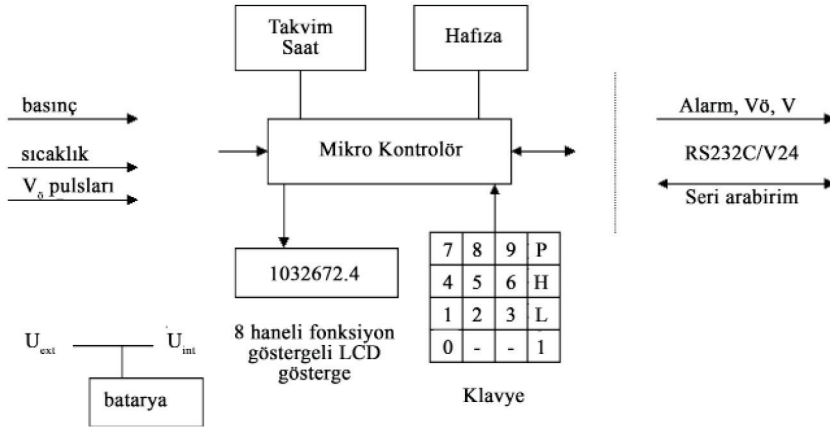 Takvim
Saat
Hafıza
basınç
sıcaklık
Vö pulsları
Mikro Kontrolör
Alarm, Vö, V
RS232C/V24
Seri arabirim
1032672.4
8 haneli fonksiyon
göstergeli LCD
gösterge
7 8 9 P
4 5 6 H
1 2 3 L
0 - - 1
Klavye
Uext Uint
batarya